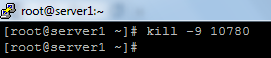 root@server1:~
[root@server1 ~]# kill -9 10780
[root@server1 ~]#